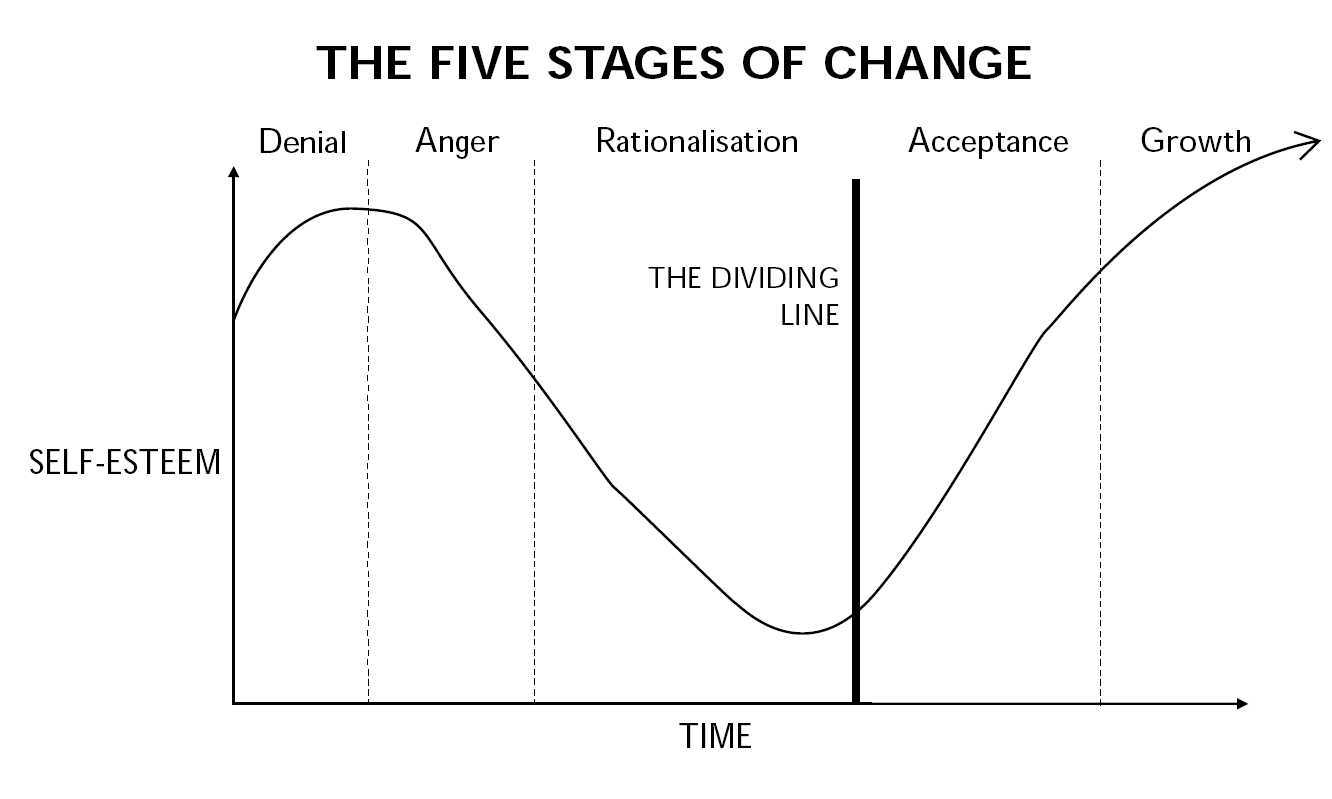 THE FIVE STAGES OF CHANGE
Denial
Anger
Rationalisation
Acceptance
Growth
THE DIVIDING
LINE
SELF-ESTEEM
TIME